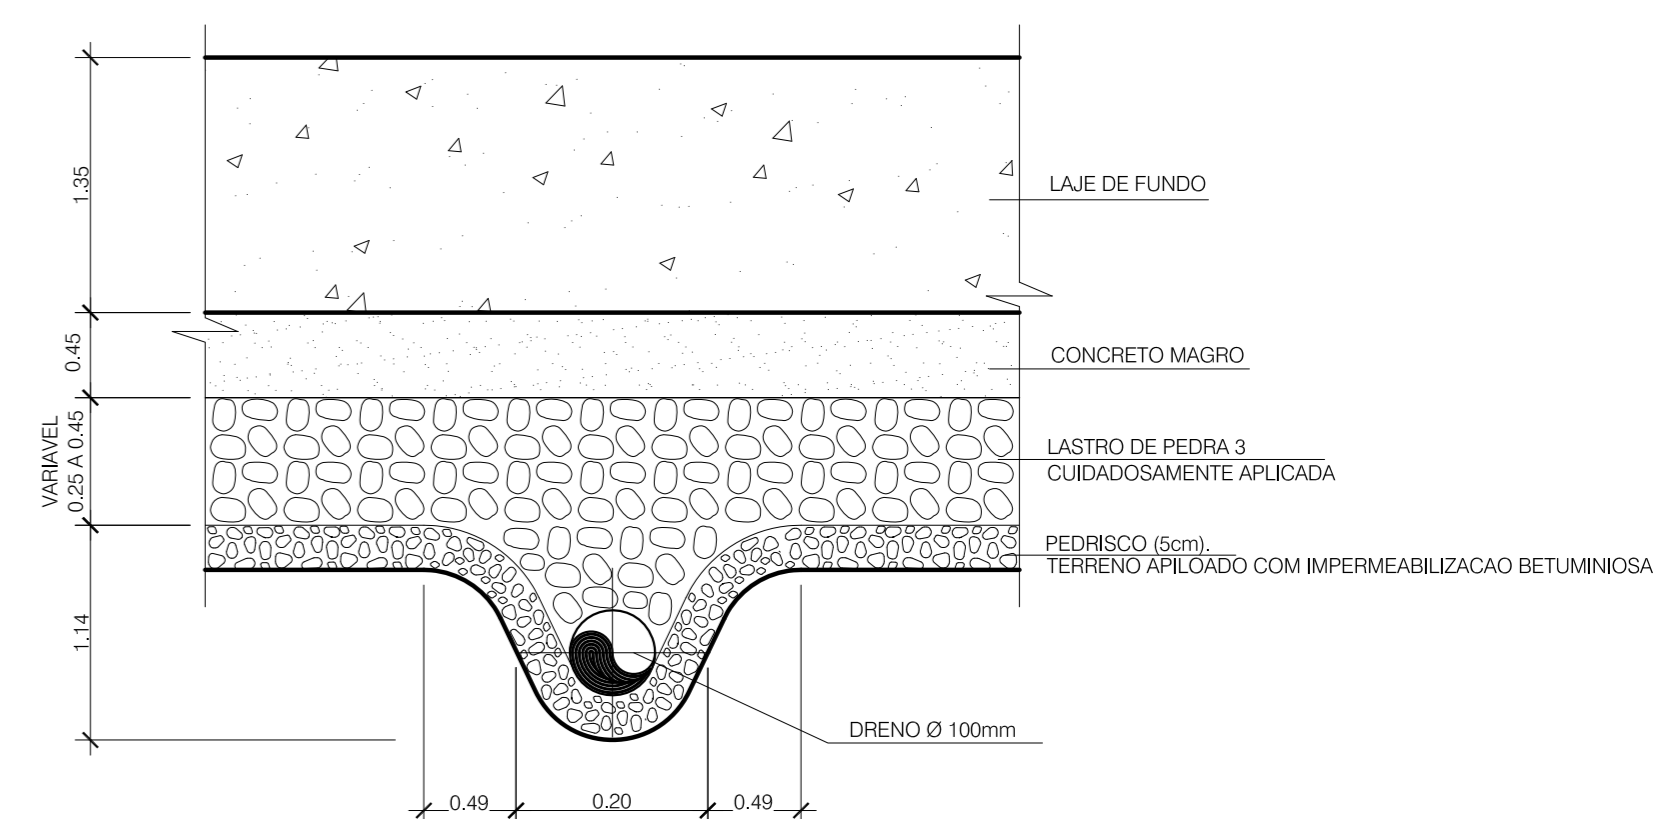 1.35
LAJE DE FUNDO
0.45
CONCRETO MAGRO
VARIAVEL
0.25 A 0.45
LASTRO DE PEDRA 3
CUIDADOSAMENTE APLICADA
PEDRISCO (5cm).
TERRENO APILOADO COM IMPERMEABILIZACAO BETUMINIOSA
1.14
DRENO Ø 100mm
0.49
0.20
0.49